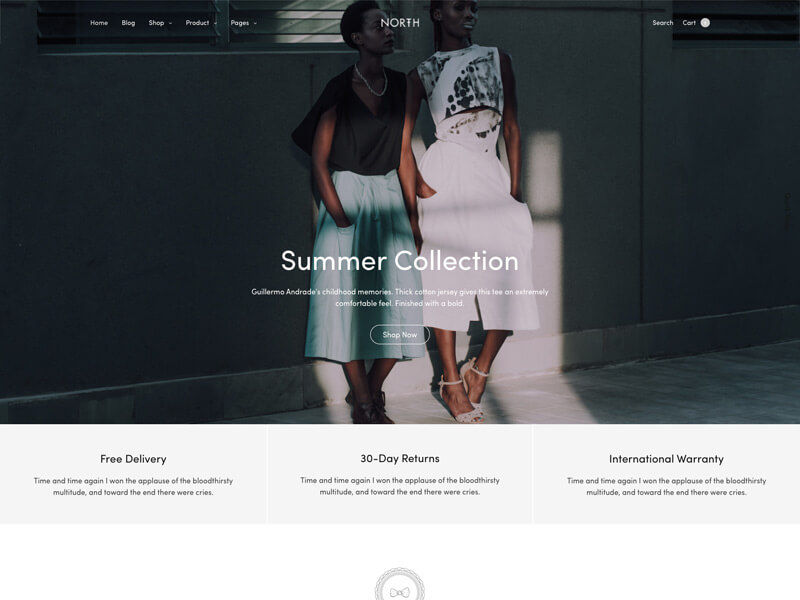 Home Blog Shop Product Pages NORTH Search Cart
Summer Collection
Guillermo Andrade's childhood memories. Thick cotton jersey gives this tee an extremely
comfortable feel. Finished with a bold.
Shop Now
Free Delivery
Time and time again I won the applause of the bloodthirsty
multitude, and toward the end there were cries.
30-Day Returns
Time and time again I won the applause of the bloodthirsty
multitude, and toward the end there were cries.
International Warranty
Time and time again I won the applause of the bloodthirsty
multitude, and toward the end there were cries.